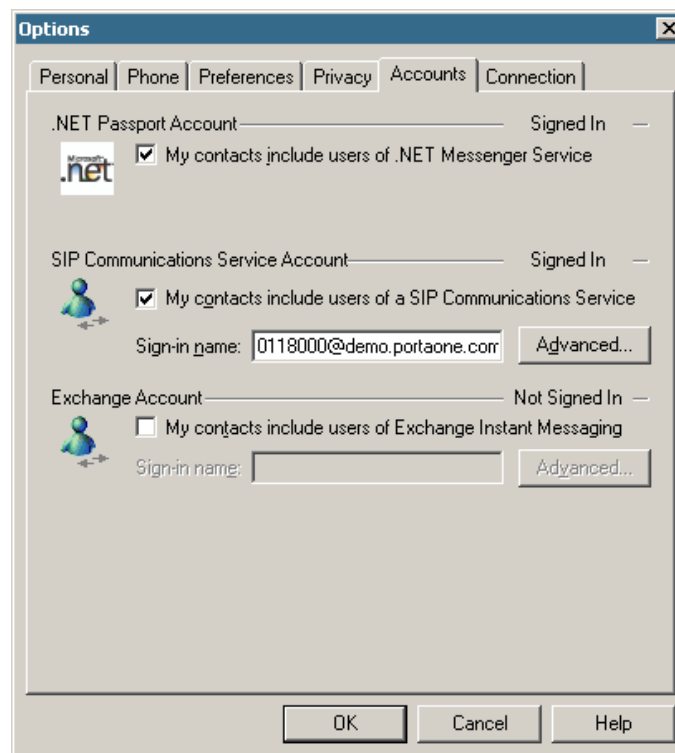 Options
Personal Phone Preferences Privacy Accounts Connection
.NET Passport Account Signed In
Microsoft
.net
My contacts include users of .NET Messenger Service
SIP Communications Service Account Signed In
My contacts include users of a SIP Communications Service
Sign-in name: 0118000@demo.portaone.com Advanced...
Exchange Account Not Signed In
My contacts include users of Exchange Instant Messaging
Sign-in name: Advanced...
OK Cancel Help